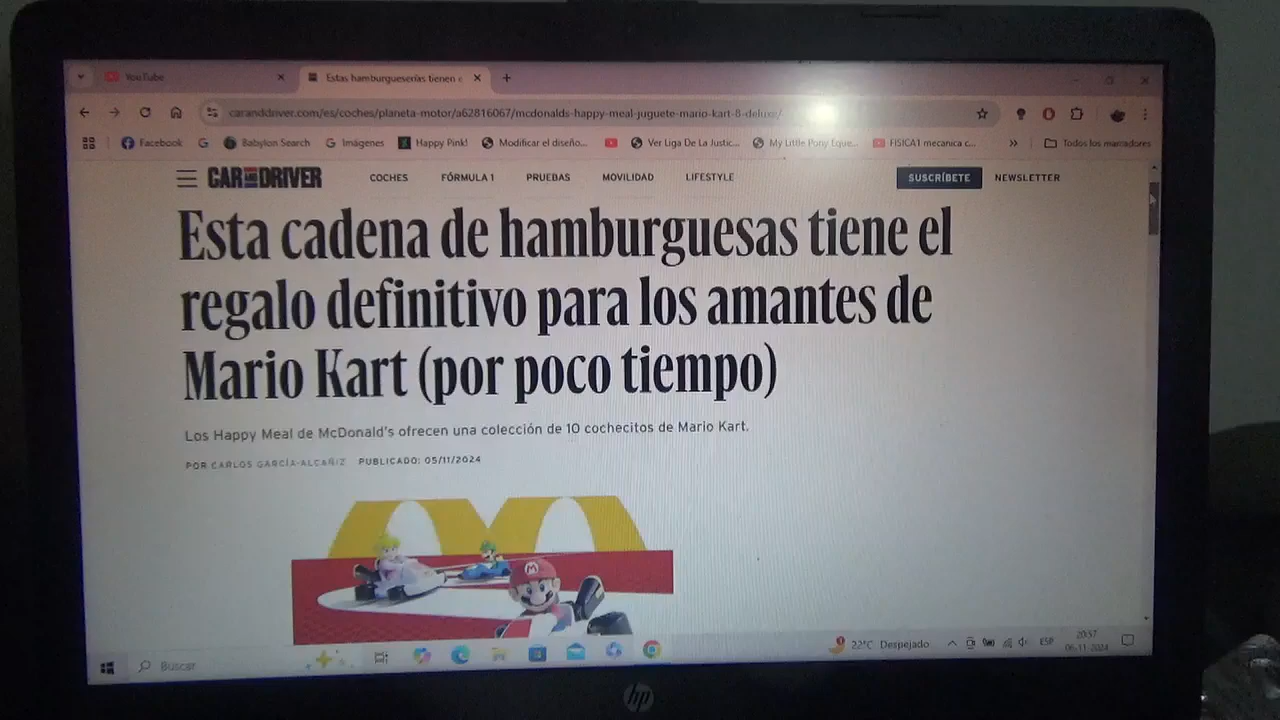 YouTube
Estas hamburgueserías tienen e
caranddriver.com/es/coches/planeta-motor/a62816067/mcdonalds-happy-meal-juguete-mario-kart-8-deluxe/
Facebook
G
Babylon Search
G Imágenes
Happy Pink!
Modificar el diseño...
Ver Liga De La Justic...
My Little Pony Eque...
FISICA1 mecanica c...
»
Todos los marcadores
CAR AND DRIVER
COCHES
FÓRMULA 1
PRUEBAS
MOVILIDAD
LIFESTYLE
SUSCRÍBETE
NEWSLETTER
Esta cadena de hamburguesas tiene el
regalo definitivo para los amantes de
Mario Kart (por poco tiempo)
Los Happy Meal de McDonald's ofrecen una colección de 10 cochecitos de Mario Kart.
POR CARLOS GARCÍA-ALCAÑIZ PUBLICADO: 05/11/2024
M
Buscar
22°C Despejado
ESP
20:57
06-11-2024
hp